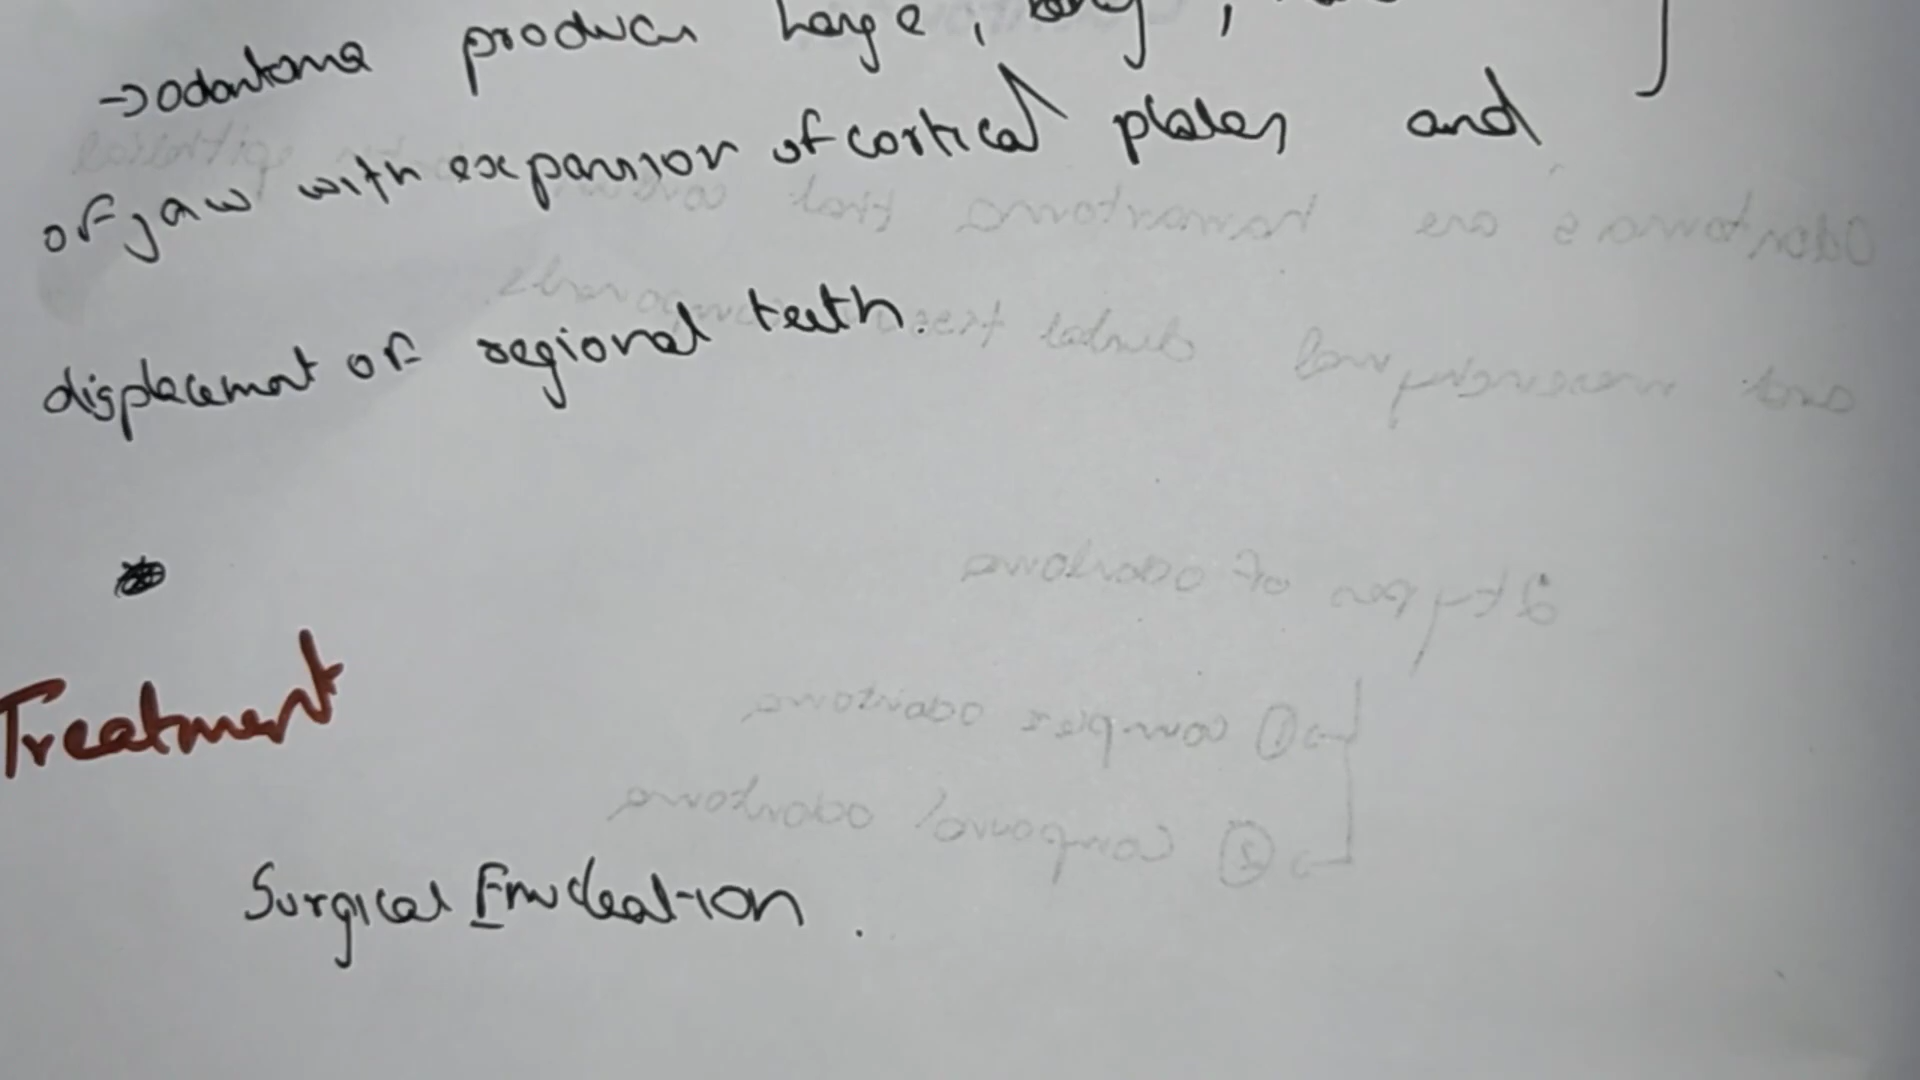 → Odontoma produces large,
of jaw with expansion of cortical plates and
displacement of regional teeth.
Treatment
Surgical Enucleation.